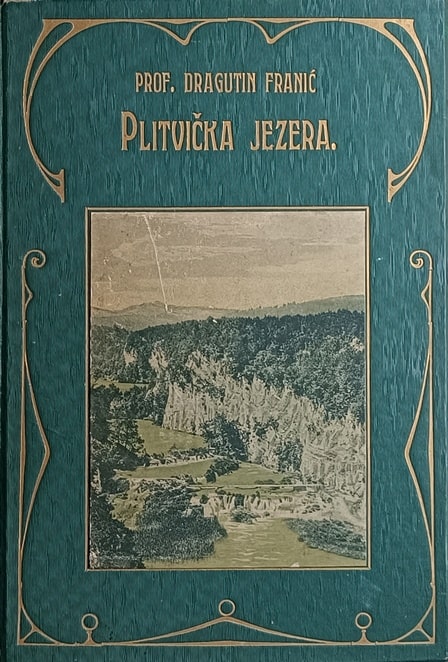 PROF. DRAGUTIN FRANIĆ
PLITVIČKA JEZERA.